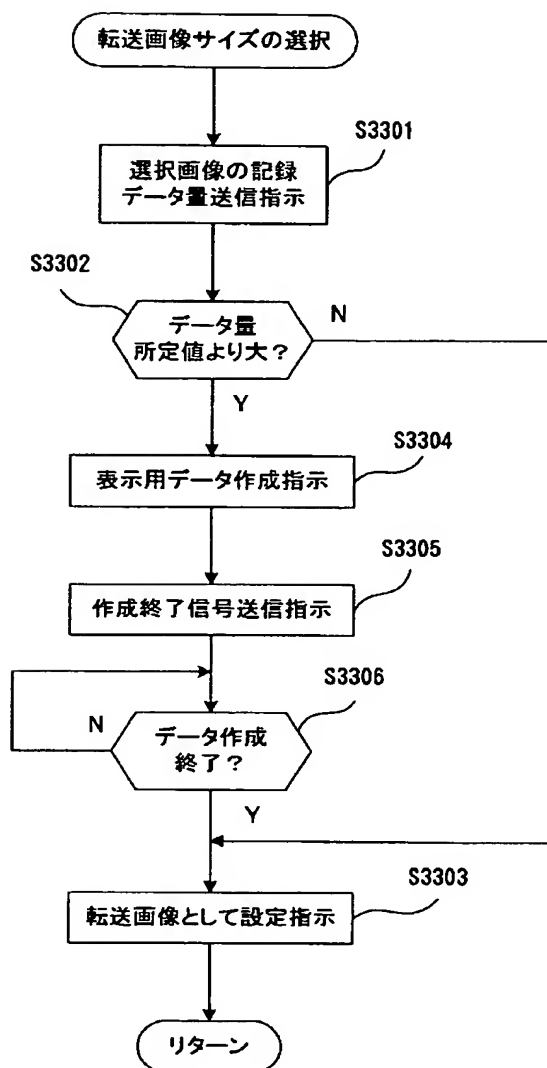 転送画像サイズの選択
S3301
選択画像の記録
データ量送信指示
S3302
データ量
所定値より大？
N
Y
S3304
表示用データ作成指示
S3305
作成終了信号送信指示
S3306
N
データ作成
終了？
Y
S3303
転送画像として設定指示
リターン